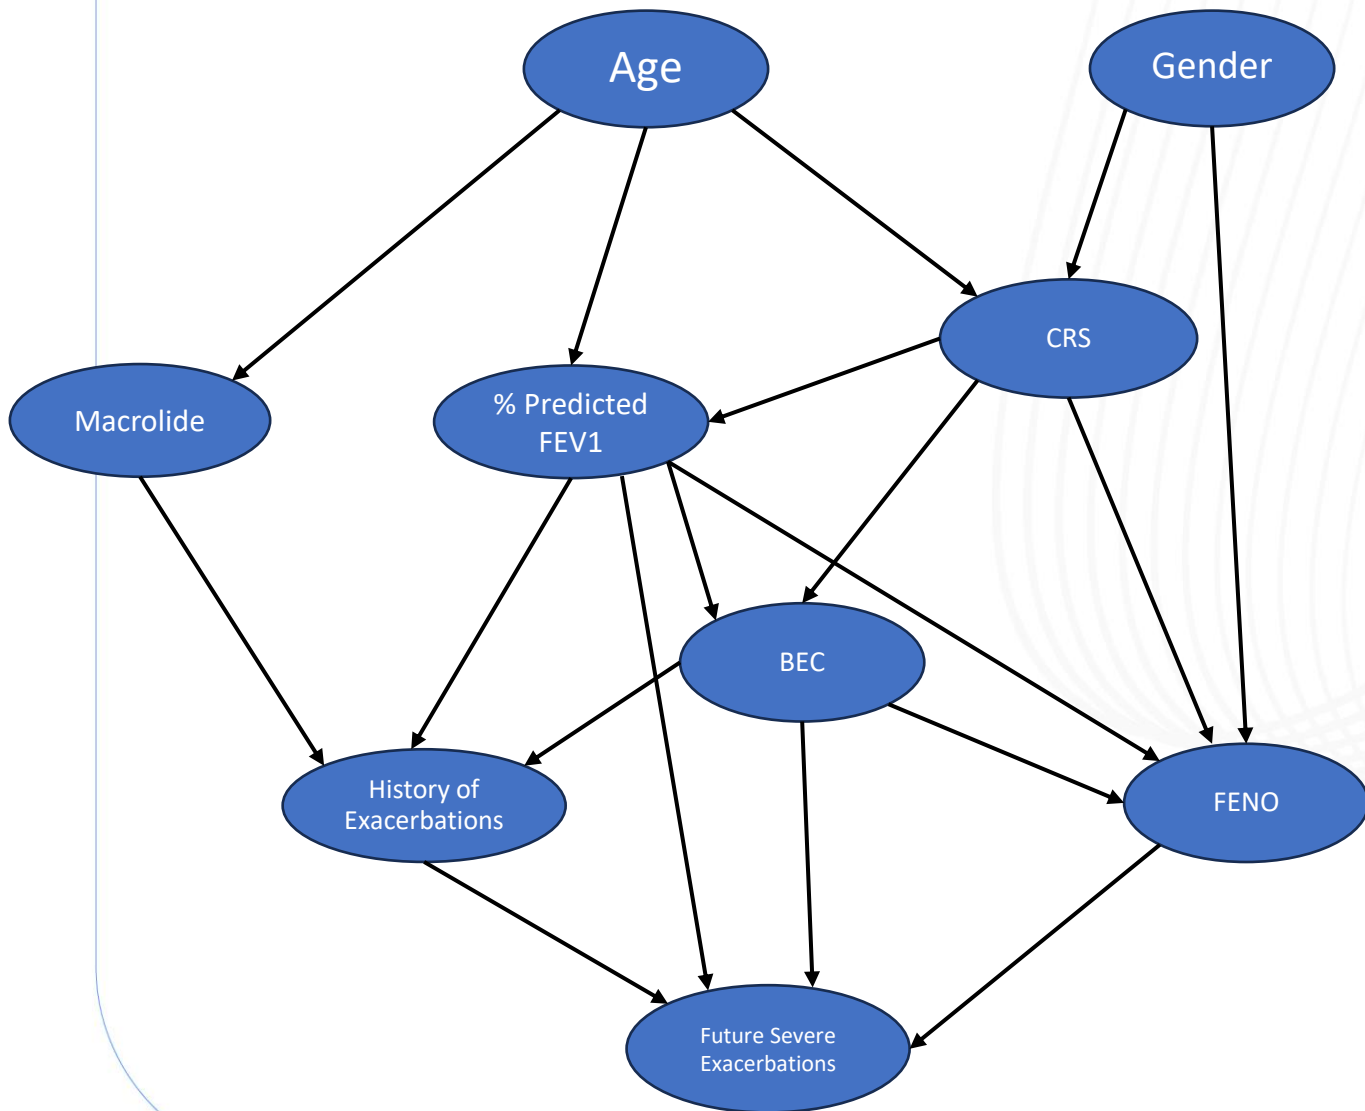 Age
Gender
CRS
Macrolide
% Predicted
FEV1
BEC
History of
Exacerbations
FENO
Future Severe
Exacerbations